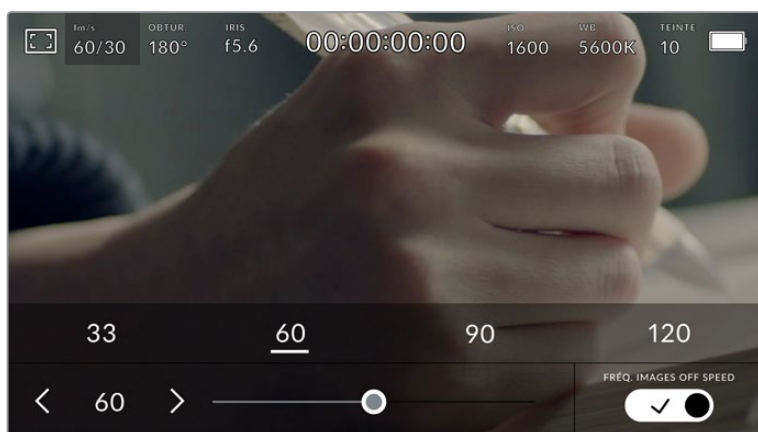 Im/s OBTUR. IRIS 00:00:00:00 ISO WB TEINTE
60/30 180° f5.6 1600 5600K 10
33 60 90 120
FRÉQ. IMAGES OFF SPEED
60